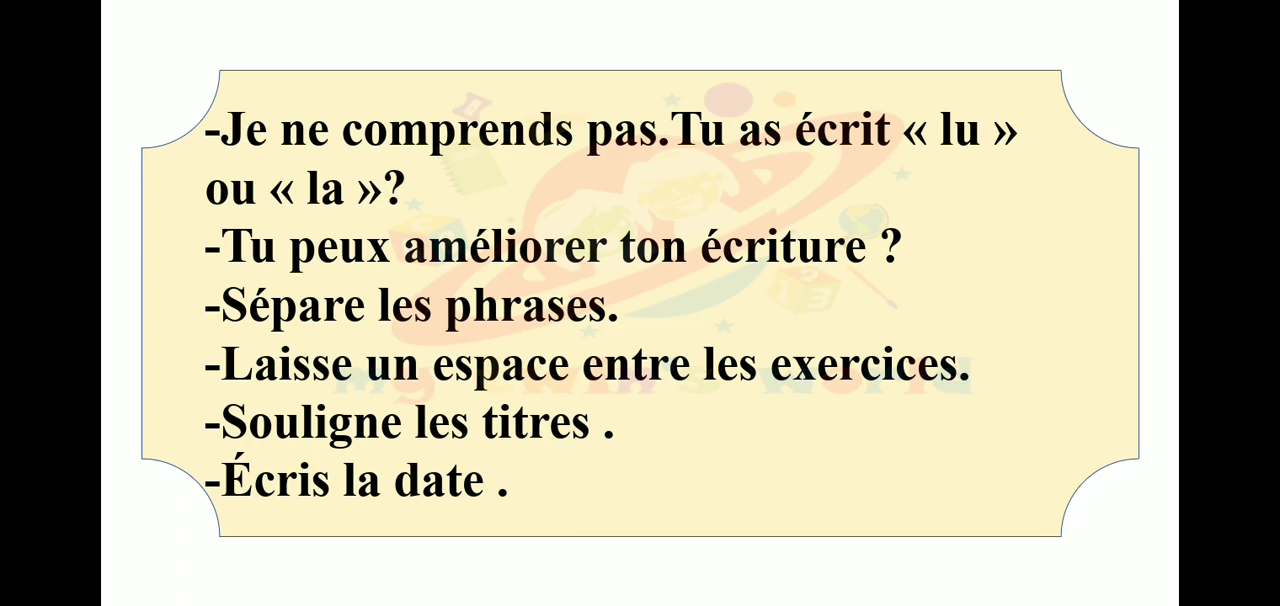 -Je ne comprends pas.Tu as écrit « lu »
ou « la »?
-Tu peux améliorer ton écriture ?
-Sépare les phrases.
-Laisse un espace entre les exercices.
-Souligne les titres .
-Écris la date .